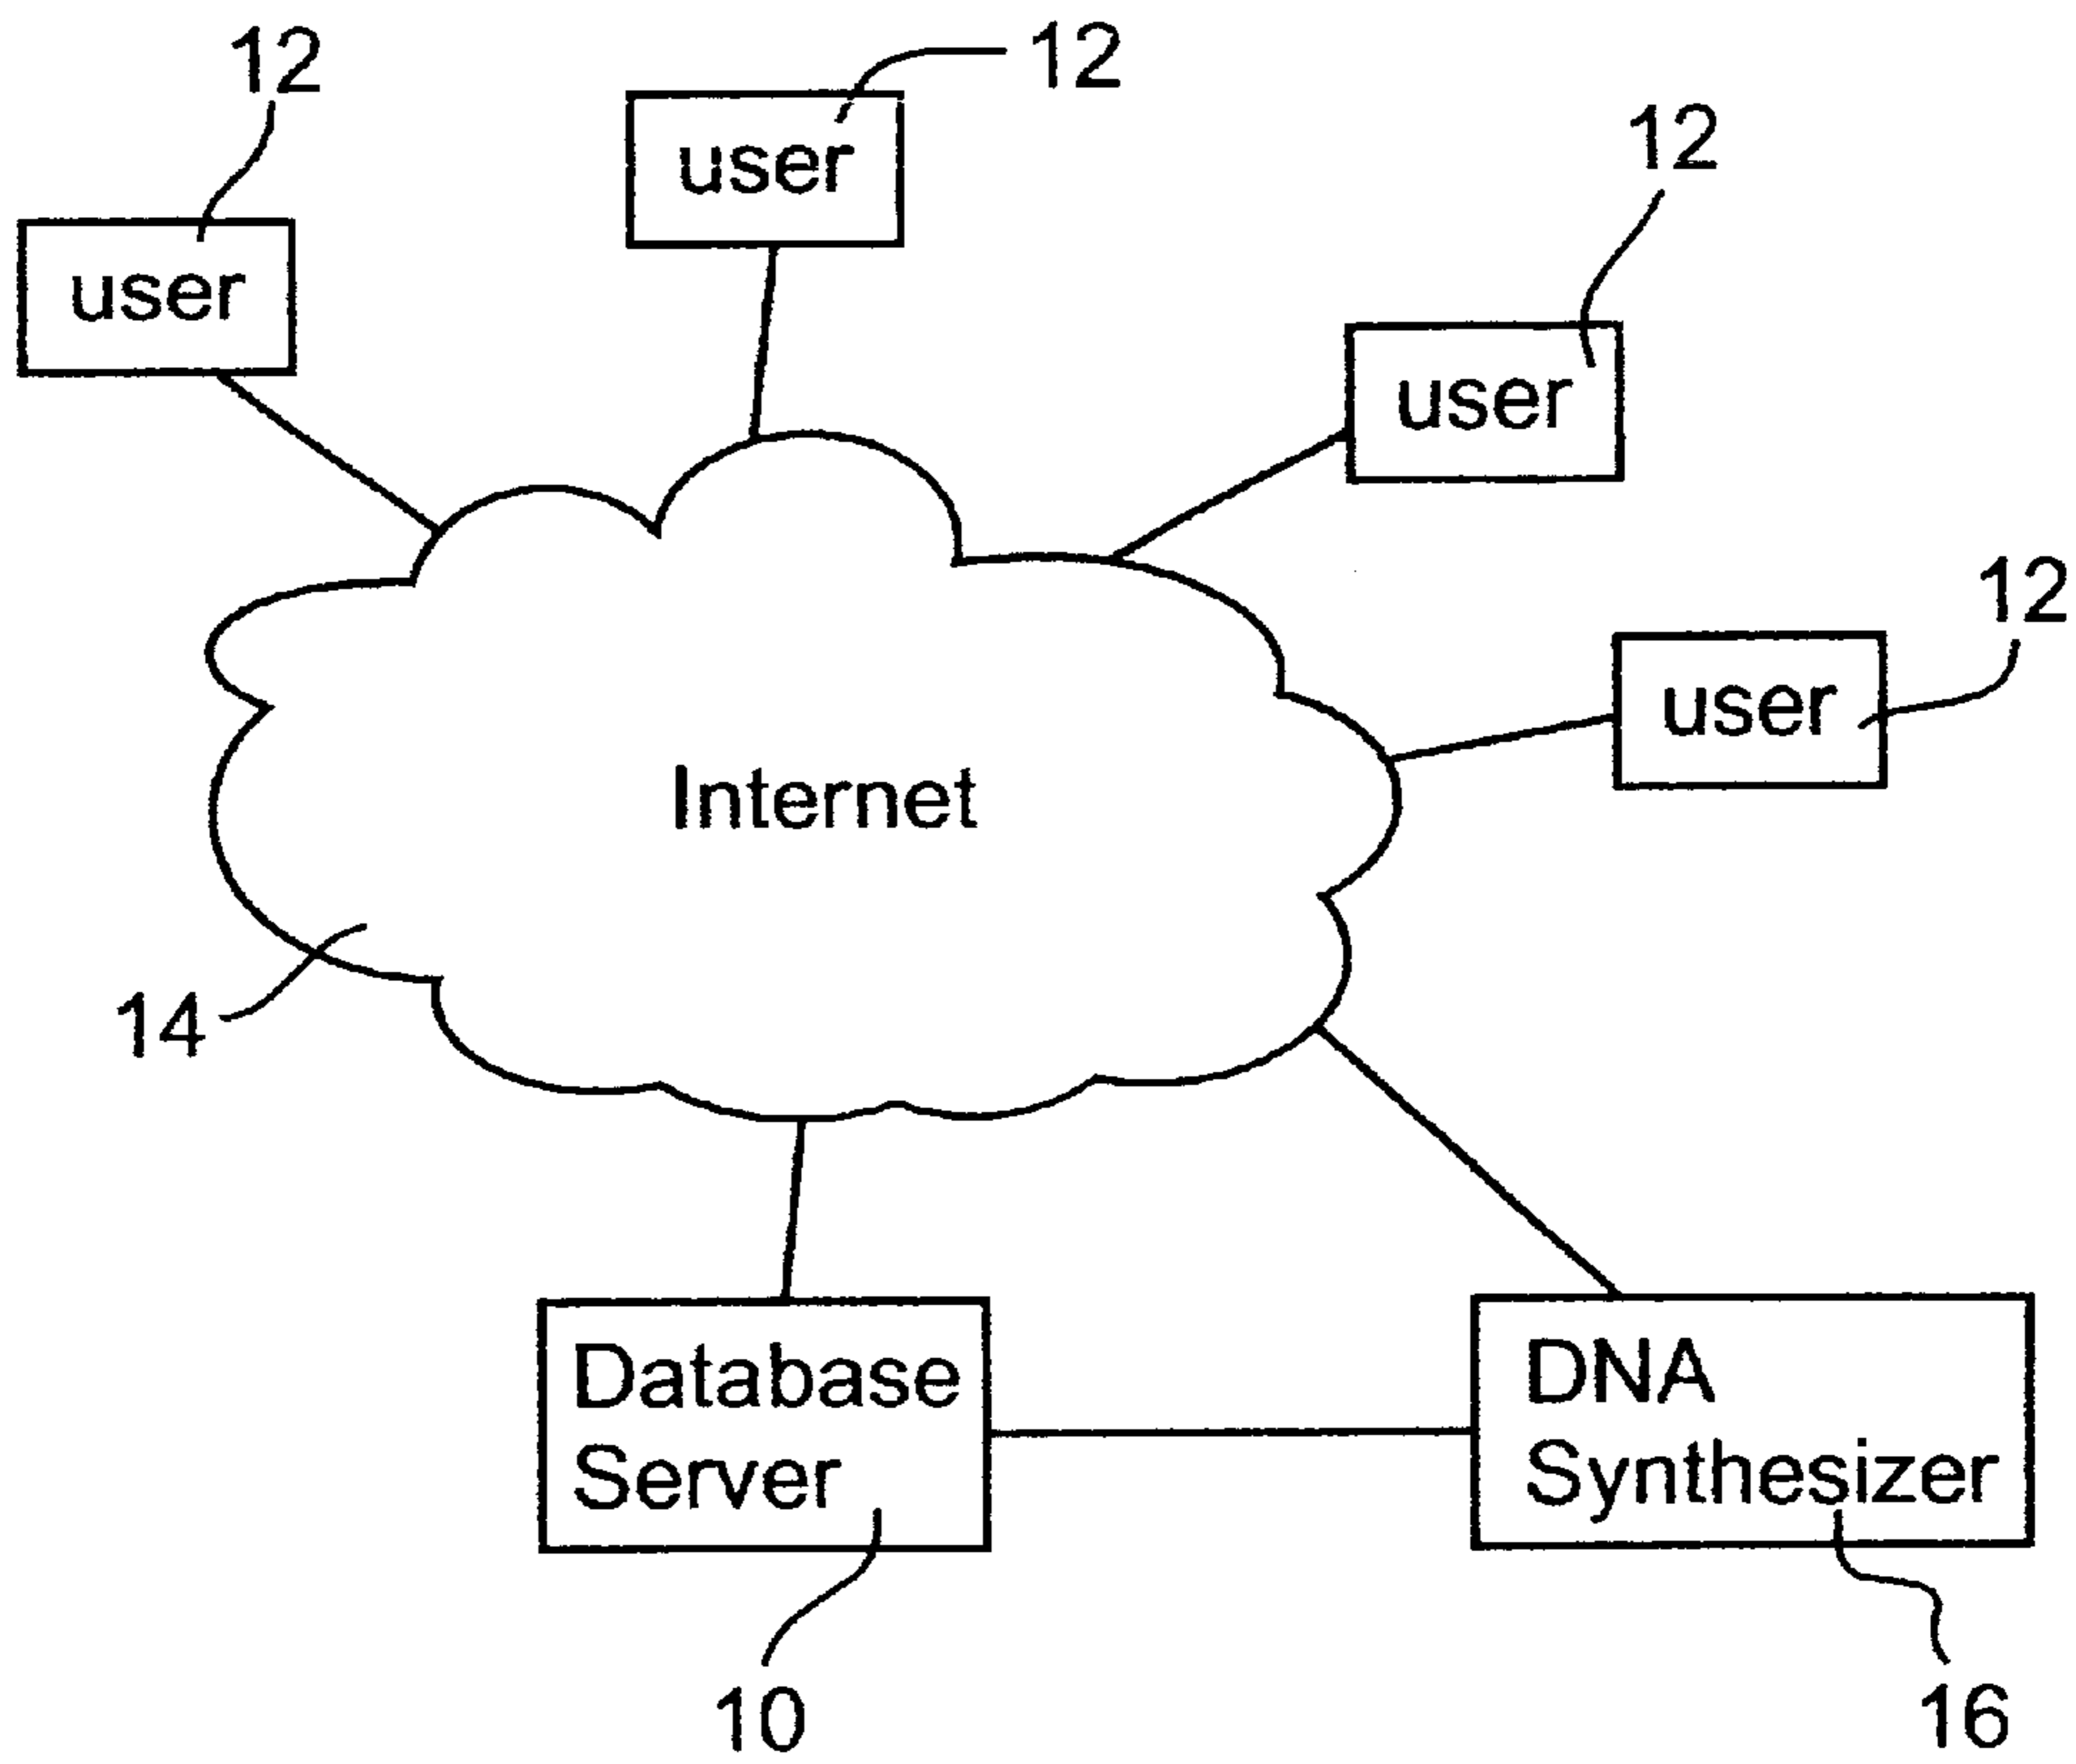 12
12
user
12
user
user
12
user
Internet
14
Database
Server
DNA
Synthesizer
10
16